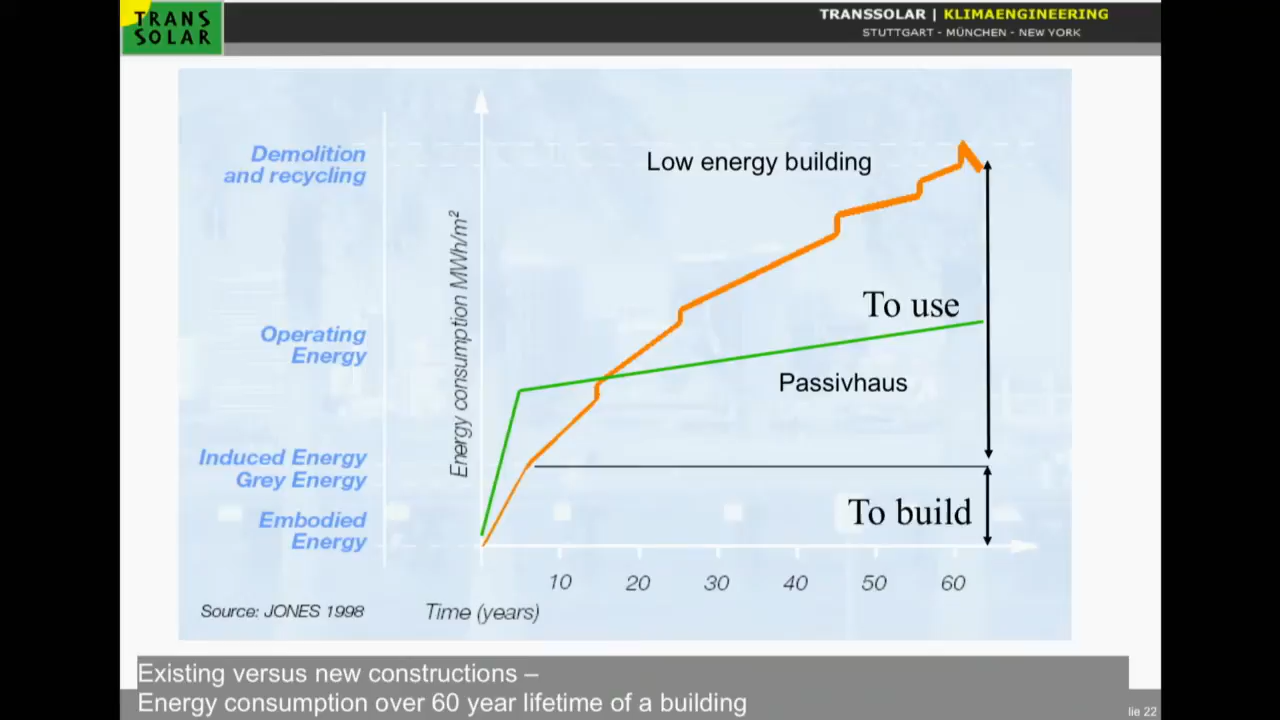 TRANS
SOLAR
TRANSSOLAR | KLIMAENGINEERING
STUTTGART - MÜNCHEN - NEW YORK
Demolition
and recycling
Operating
Energy
Induced Energy
Grey Energy
Embodied
Energy
Energy consumption MWh/m²
Low energy building
To use
Passivhaus
To build
10 20 30 40 50 60
Source: JONES 1998
Time (years)
Existing versus new constructions –
Energy consumption over 60 year lifetime of a building
lie 22